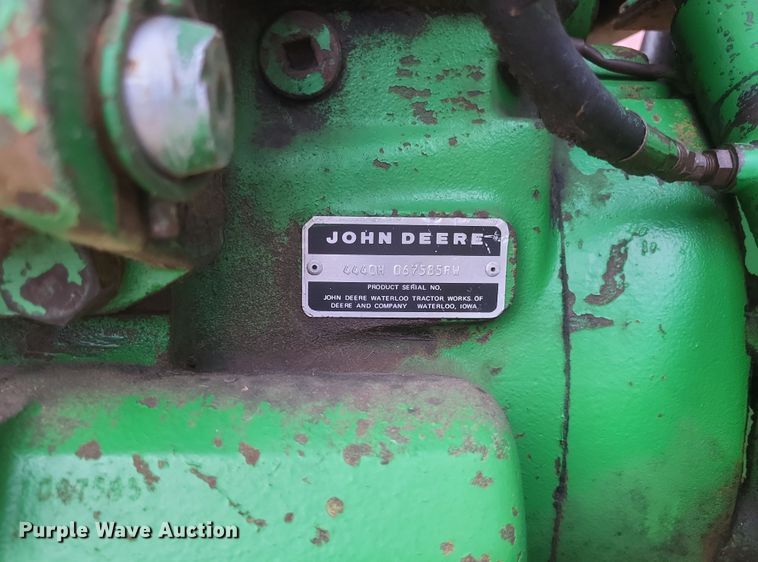 JOHN DEERE
4440H 067585RW
PRODUCT SERIAL NO.
JOHN DEERE WATERLOO TRACTOR WORKS OF
DEERE AND COMPANY WATERLOO, IOWA
067585
Purple Wave Auction